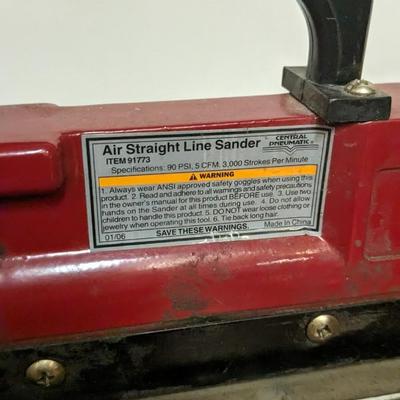 Air Straight Line Sander
CENTRAL
PNEUMATIC®
ITEM 91773
Specifications: 90 PSI, 5 CFM, 3,000 Strokes Per Minute
WARNING
1. Always wear ANSI approved safety goggles when using this
product. 2. Read and adhere to all warnings and safety precautions
in the owner's manual for this product BEFORE use. 3. Use two
hands on the Sander at all times during use. 4. Do not allow
children to handle this product. 5. DO NOT wear loose clothing or
jewelry when operating this tool. 6. Tie back long hair.
01/06
SAVE THESE WARNINGS.
Made In China